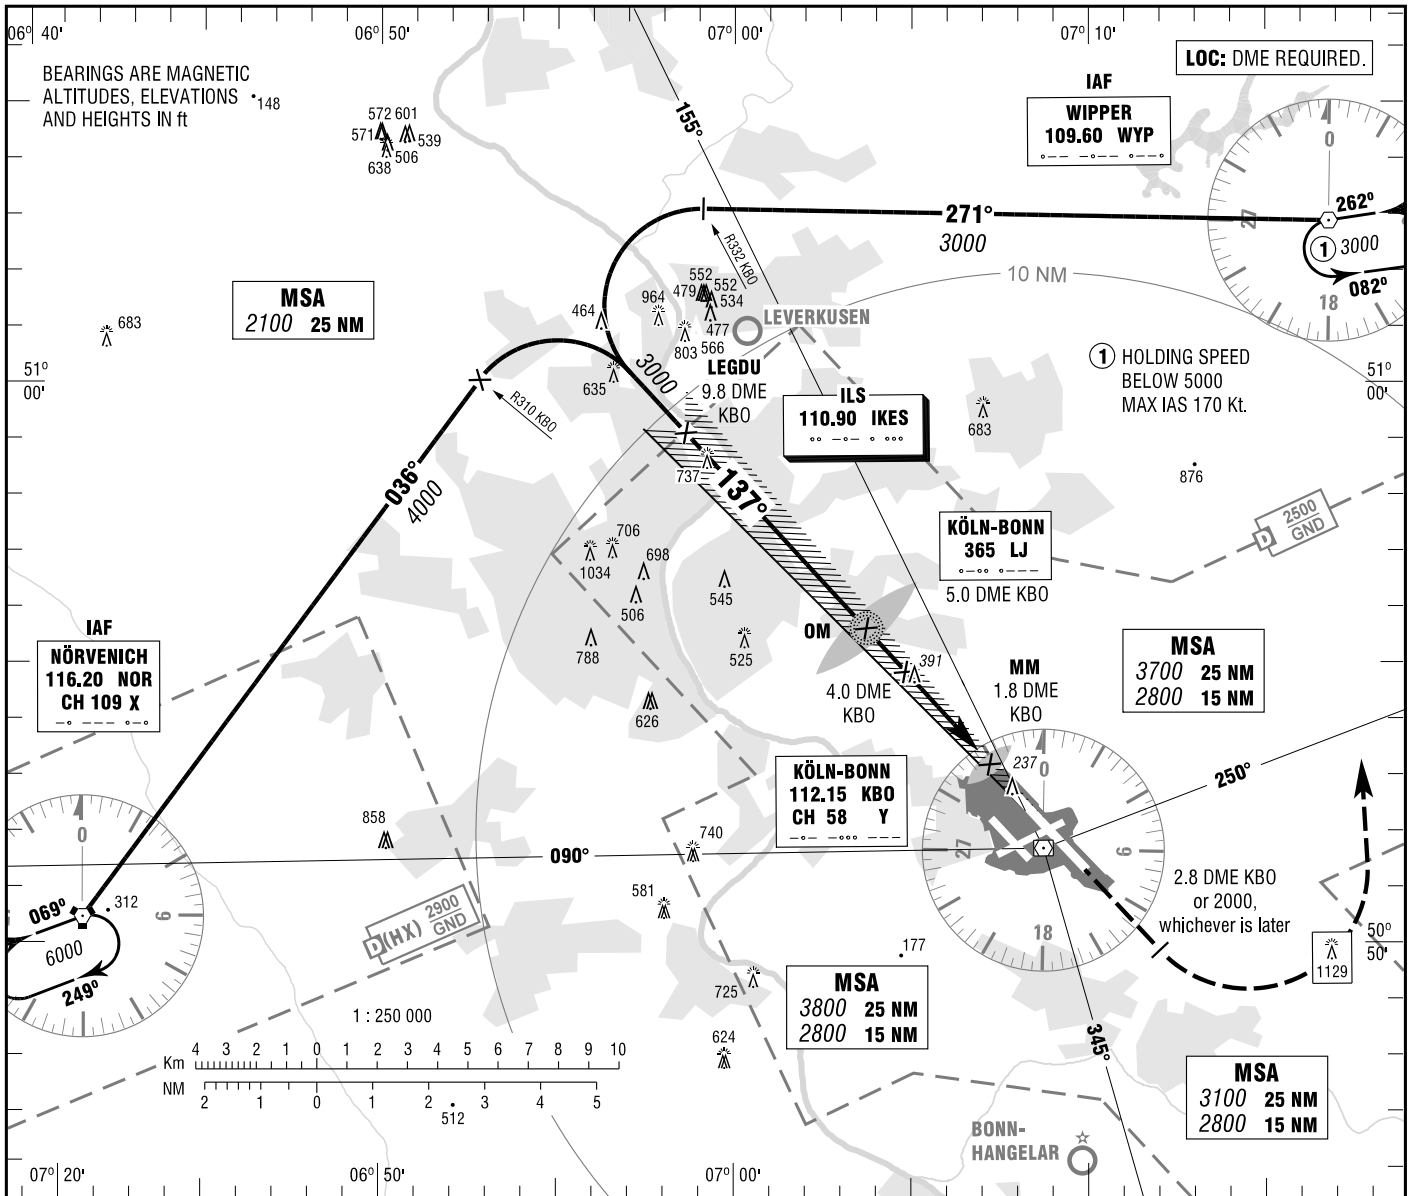 06° 40'
06° 50'
07° 00'
07° 10'
BEARINGS ARE MAGNETIC
ALTITUDES, ELEVATIONS
AND HEIGHTS IN ft
148
572 601
571
539
506
638
155°
LOC: DME REQUIRED.
IAF
WIPPER
109.60 WYP
0
262°
27
1 3000
082°
18
271°
3000
R332 KBO
10 NM
MSA
2100 25 NM
683
552
479
552
534
964
464
477
803
566
LEVERKUSEN
635
3000
LEGDU
9.8 DME
KBO
51°
00'
R310 KBO
1 HOLDING SPEED
BELOW 5000
MAX IAS 170 Kt.
51°
00'
ILS
110.90 IKES
683
876
737
137°
036°
4000
2500
GND
D
706
1034
698
506
545
788
525
626
KÖLN-BONN
365 LJ
5.0 DME KBO
OM
391
IAF
NÖRVENICH
116.20 NOR
CH 109 X
4.0 DME
KBO
MM
1.8 DME
KBO
MSA
3700 25 NM
2800 15 NM
237
0
27
6
18
250°
KÖLN-BONN
112.15 KBO
CH 58 Y
858
740
090°
581
0
6
069°
312
6000
249°
D(HX) 2900
GND
2.8 DME KBO
or 2000,
whichever is later
1129
50°
50'
177
725
MSA
3800 25 NM
2800 15 NM
345°
624
1 : 250 000
Km 4 3 2 1 0 1 2 3 4 5 6 7 8 9 10
NM 2 1 0 1 2 3 4 5
512
MSA
3100 25 NM
2800 15 NM
BONN-
HANGELAR
07° 20'
06° 50'
07° 00'
07° 10'